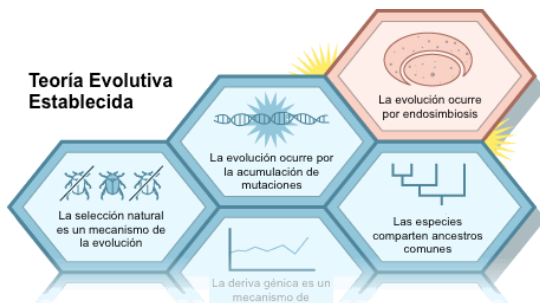 Teoría Evolutiva
Establecida
La evolución ocurre
por endosimbiosis
La evolución ocurre por
la acumulación de
mutaciones
La selección natural
es un mecanismo de
la evolución
Las especies
comparten ancestros
comunes
La deriva génica es un
mecanismo de